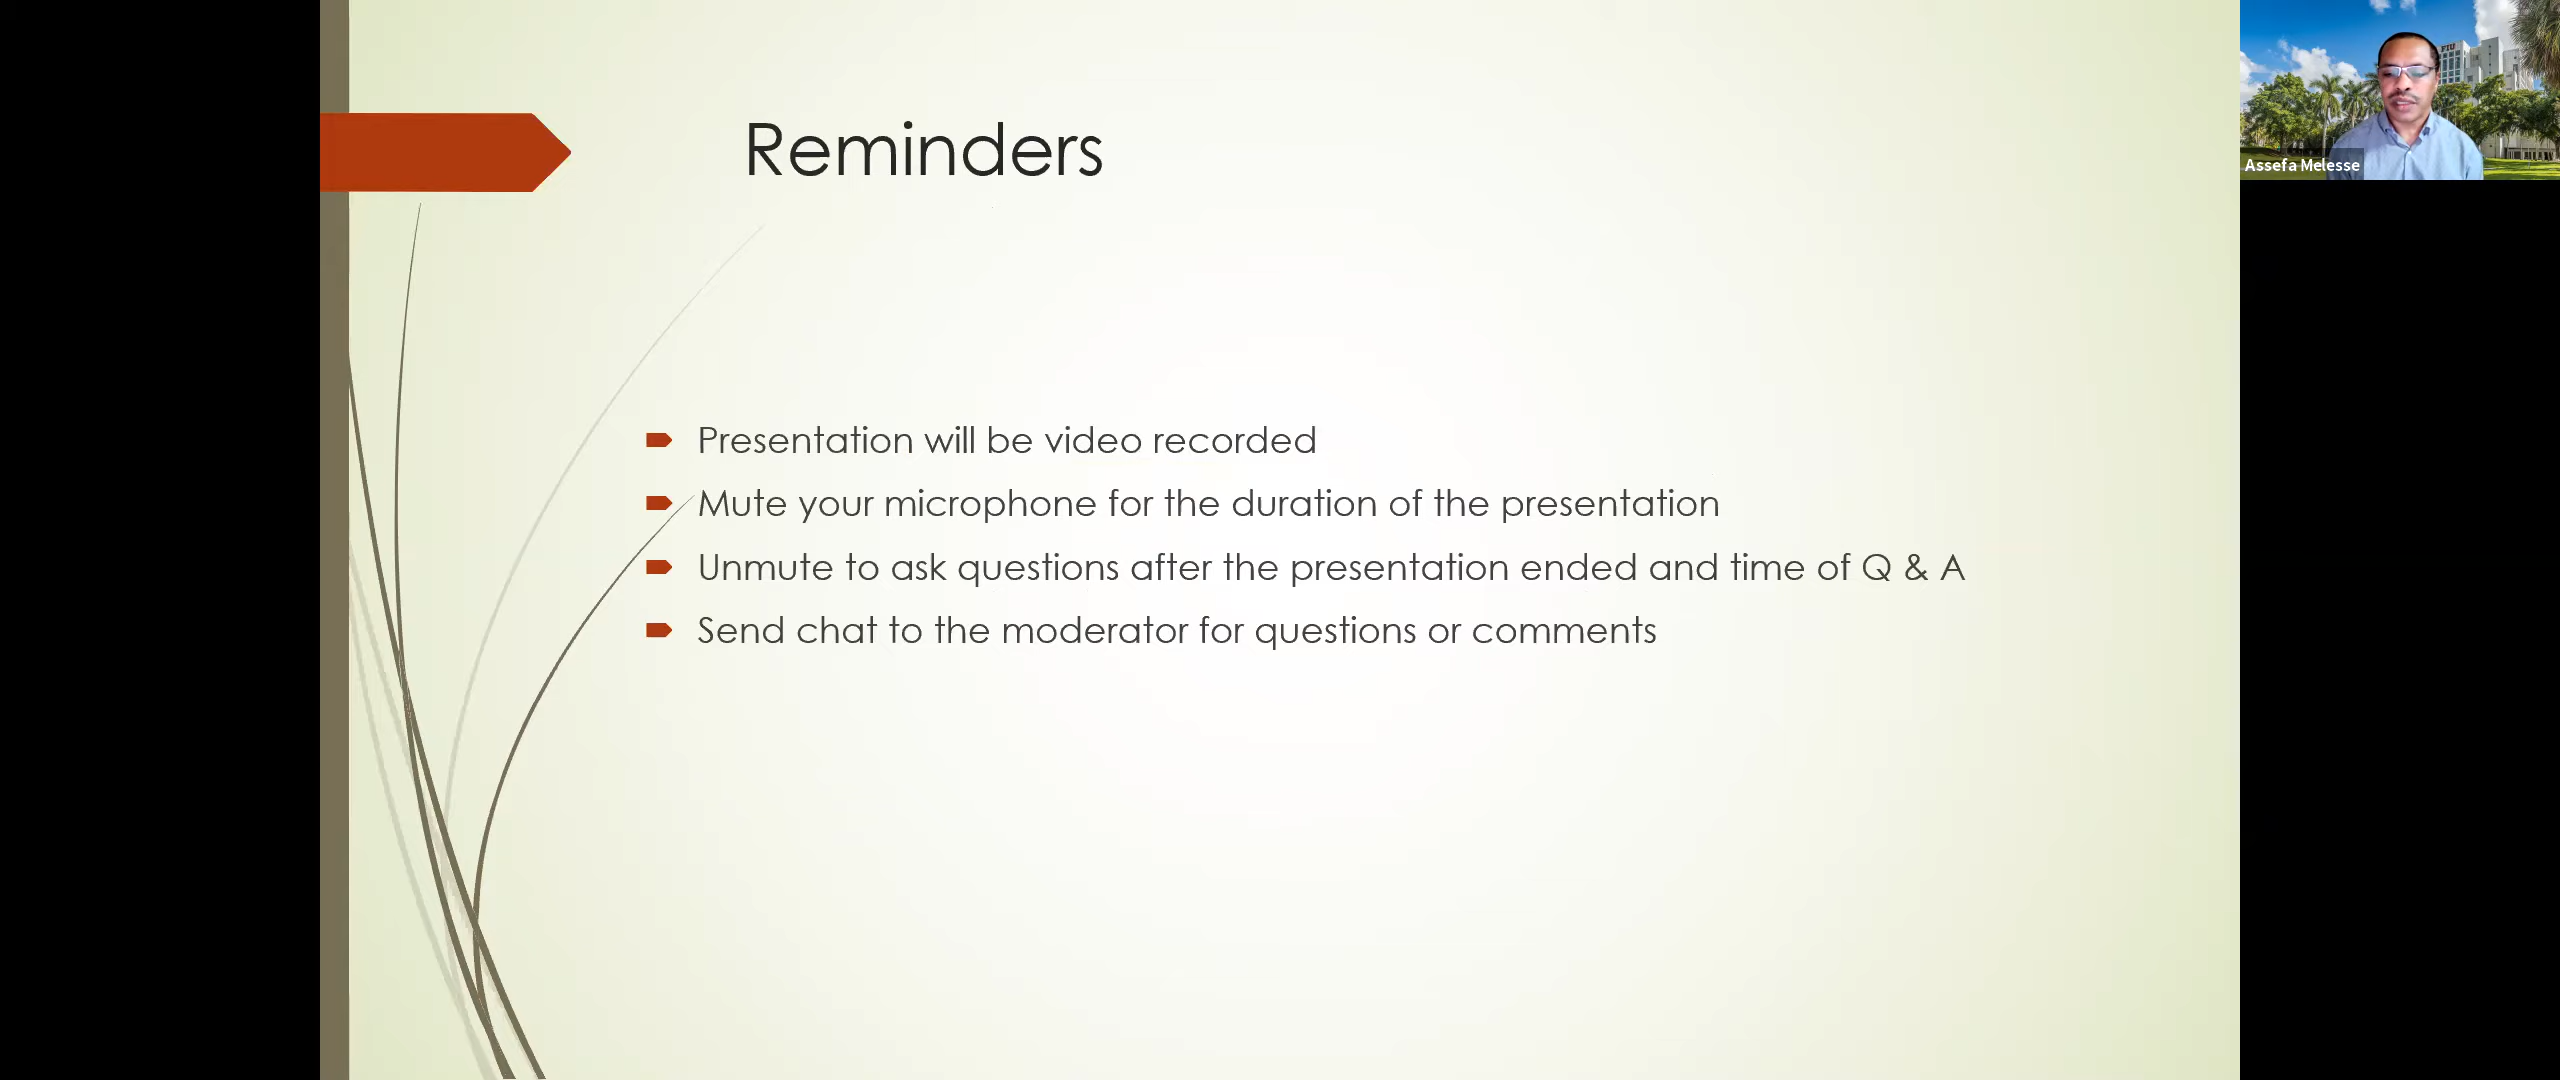 Reminders
Presentation will be video recorded
Mute your microphone for the duration of the presentation
Unmute to ask questions after the presentation ended and time of Q & A
Send chat to the moderator for questions or comments
FIU
Assefa Melesse